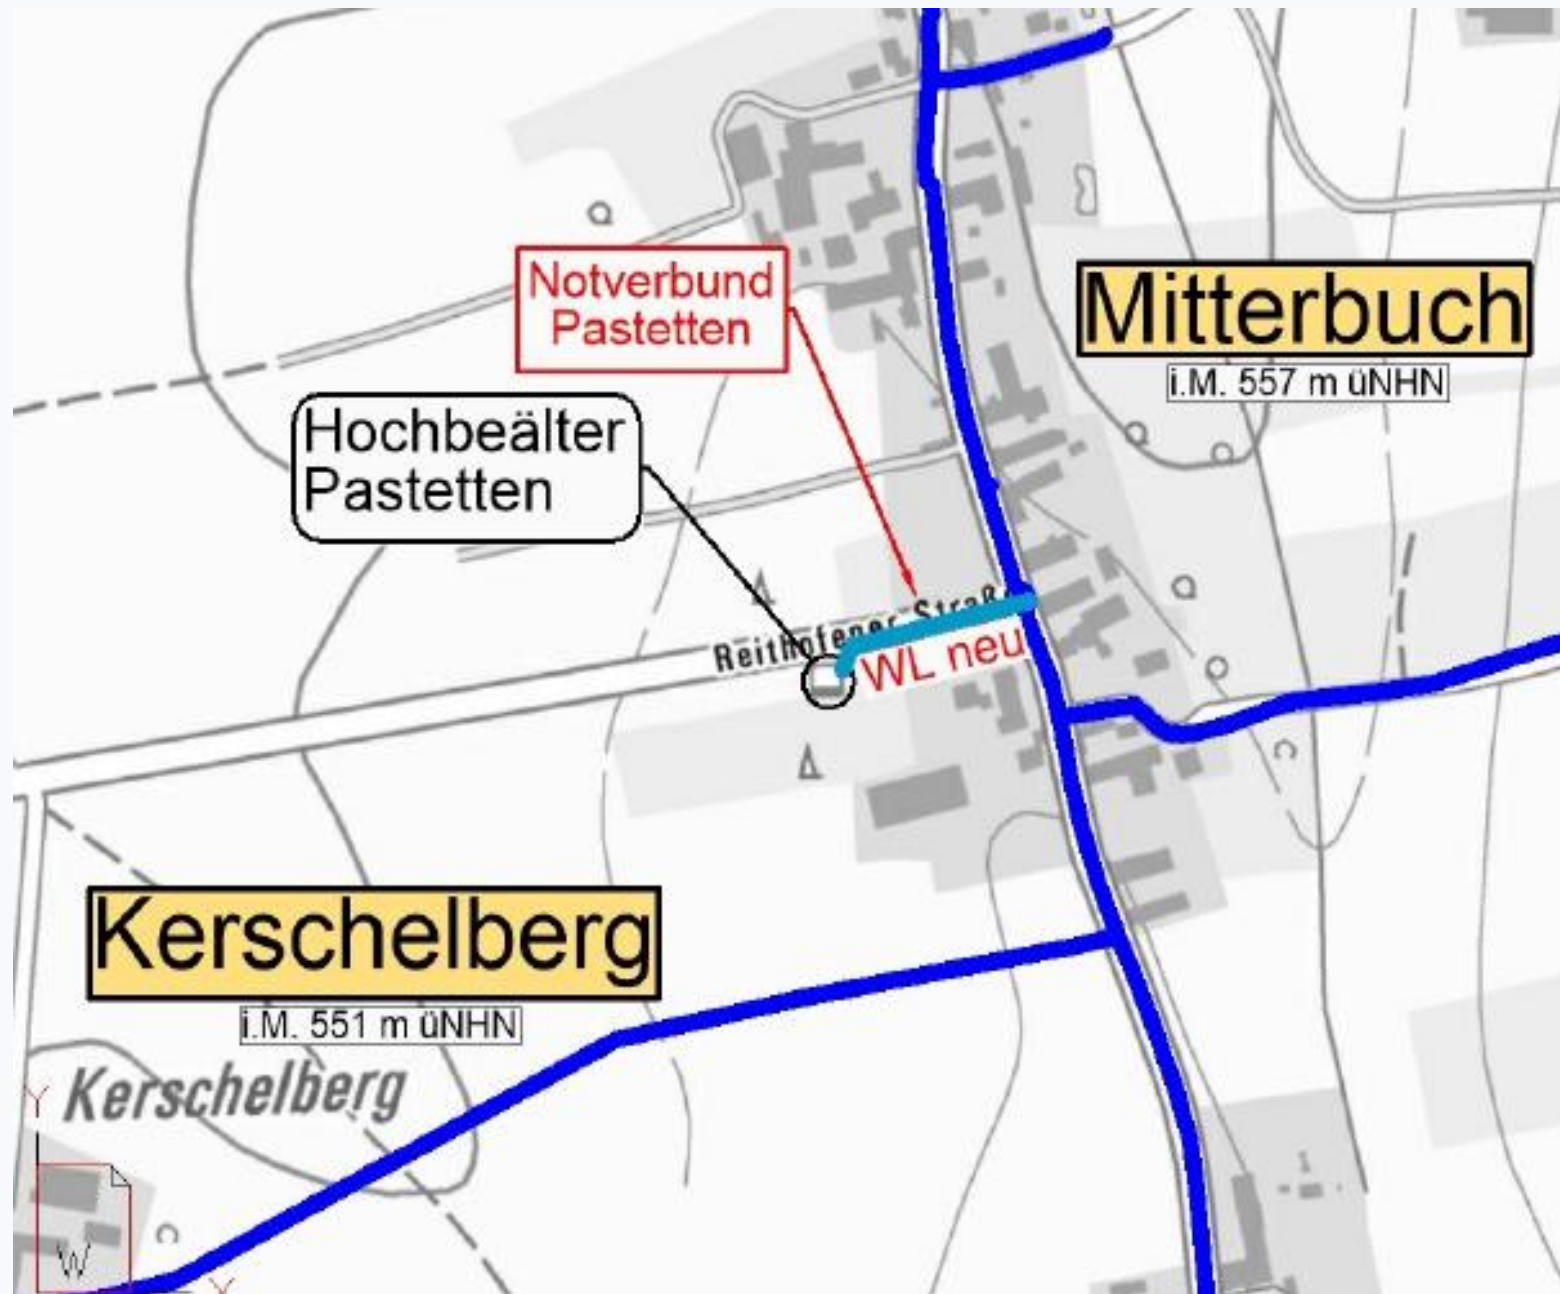 Notverbund
Pastetten
Mitterbuch
i.M. 557 m üNHN
Hochbeälter
Pastetten
Reithofener Straße
WL neu
Kerschelberg
i.M. 551 m üNHN
Kerschelberg
Y
W
X